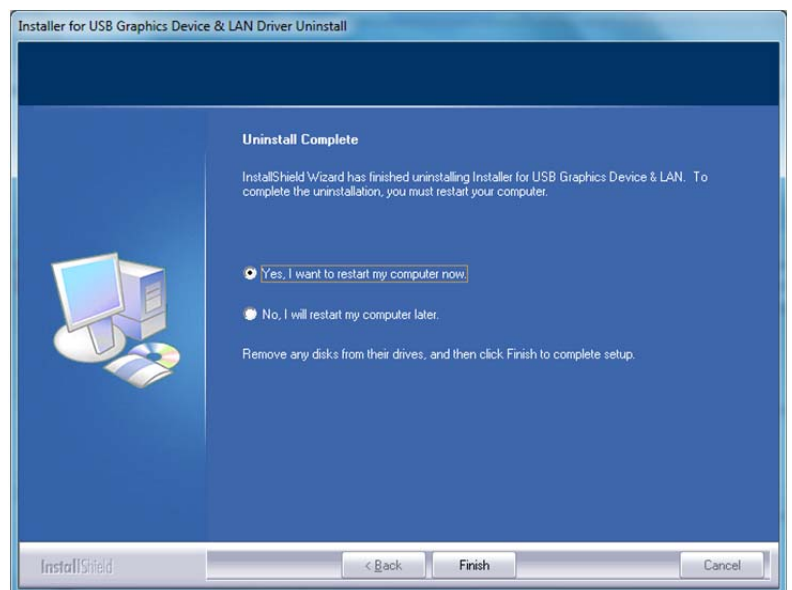 Installer for USB Graphics Device & LAN Driver Uninstall
Uninstall Complete
InstallShield Wizard has finished uninstalling Installer for USB Graphics Device & LAN. To
complete the uninstallation, you must restart your computer.
Yes, I want to restart my computer now.
No, I will restart my computer later.
Remove any disks from their drives, and then click Finish to complete setup.
InstallShield
< Back
Finish
Cancel